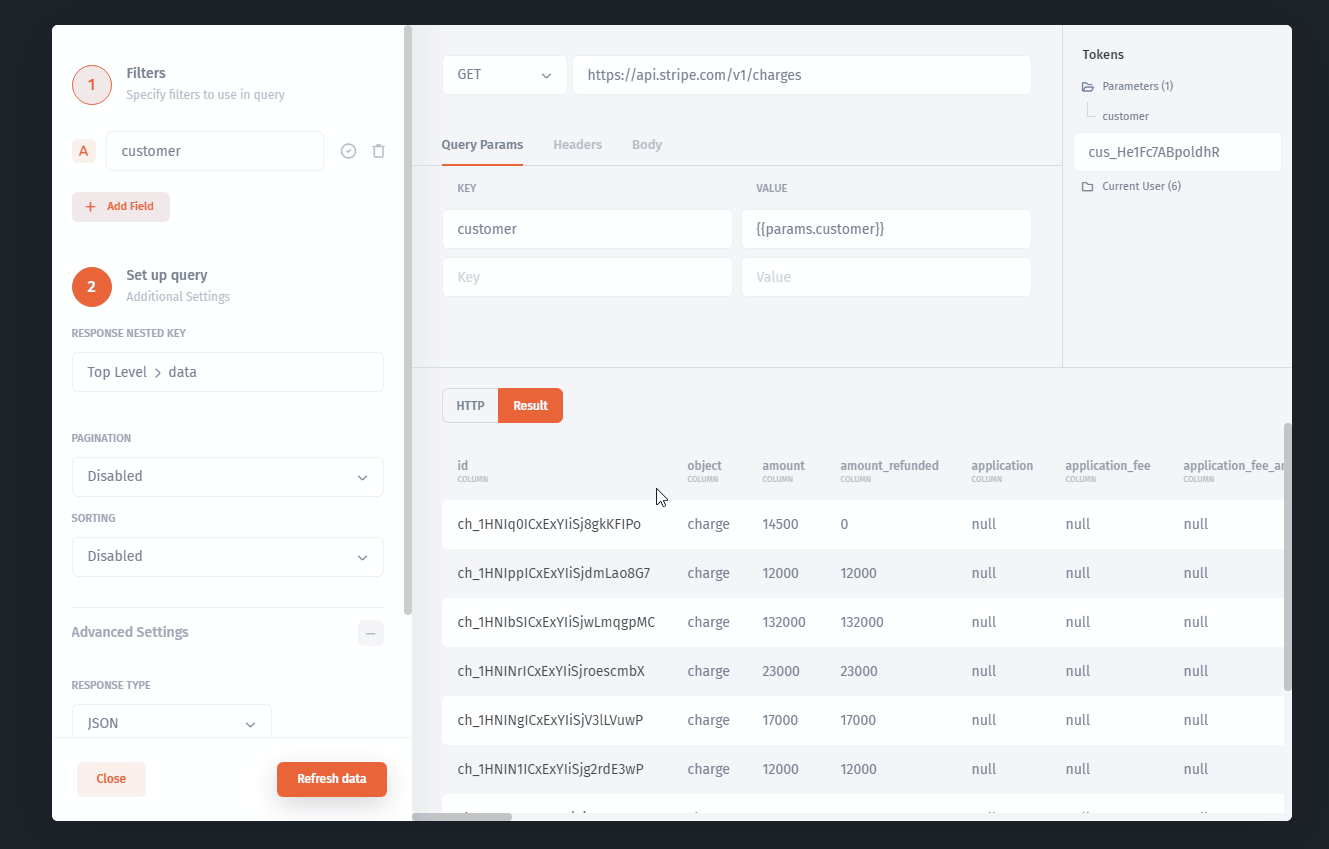 1
Filters
Specify filters to use in query
A
customer
+ Add Field
2
Set up query
Additional Settings
RESPONSE NESTED KEY
Top Level > data
PAGINATION
Disabled
SORTING
Disabled
Advanced Settings
RESPONSE TYPE
JSON
Close
Refresh data
GET
https://api.stripe.com/v1/charges
Query Params Headers Body
KEY VALUE
customer {{params.customer}}
Key Value
Tokens
Parameters (1)
customer
cus_He1Fc7ABpoldhR
Current User (6)
HTTP Result
id object amount amount_refunded application application_fee
COLUMN COLUMN COLUMN COLUMN COLUMN COLUMN COLUMN
ch_1HNIq0ICxExYIiSj8gkKFIPo charge 14500 0 null null null
ch_1HNIppICxExYIiSjdmLao8G7 charge 12000 12000 null null null
ch_1HNIbSICxExYIiSjwLmqgpMC charge 132000 132000 null null null
ch_1HNINrICxExYIiSjroescmbX charge 23000 23000 null null null
ch_1HNINgICxExYIiSjV3lLVuwP charge 17000 17000 null null null
ch_1HNIN1ICxExYIiSjg2rdE3wP charge 12000 12000 null null null